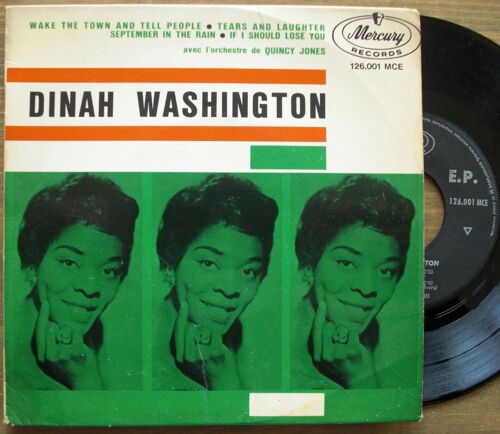 WAKE THE TOWN AND TELL PEOPLE • TEARS AND LAUGHTER
SEPTEMBER IN THE RAIN • IF I SHOULD LOSE YOU
avec l'orchestre de QUINCY JONES
Mercury
RECORDS
126.001 MCE
DINAH WASHINGTON
E.P.
126.001 MCE